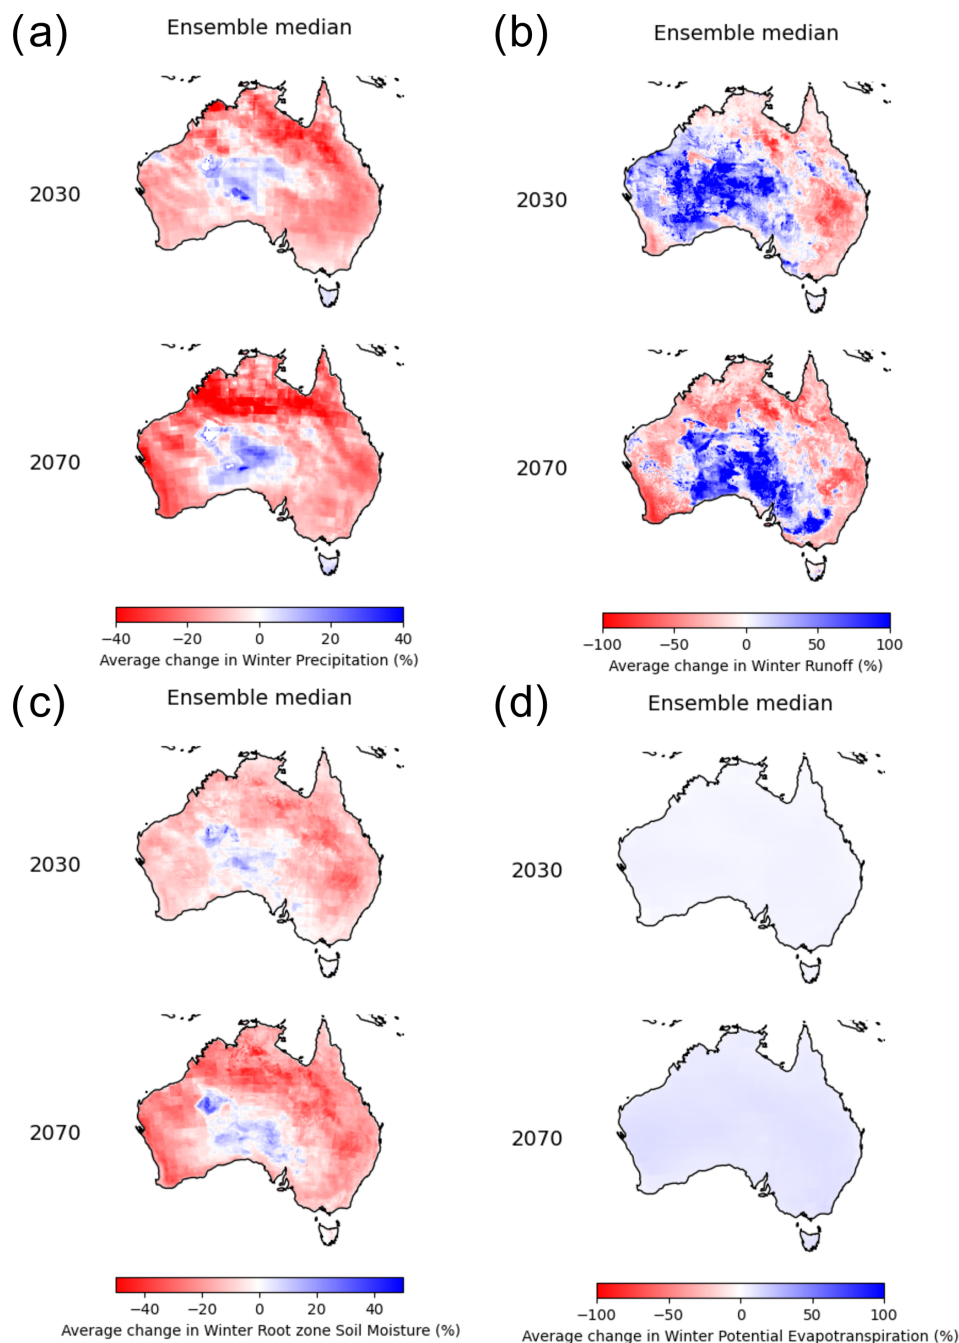 (a)
Ensemble median
2030
2070
−40 −20 0 20 40
Average change in Winter Precipitation (%)
(b)
Ensemble median
2030
2070
−100 −50 0 50 100
Average change in Winter Runoff (%)
(c)
Ensemble median
2030
2070
−40 −20 0 20 40
Average change in Winter Root zone Soil Moisture (%)
(d)
Ensemble median
2030
2070
−100 −50 0 50 100
Average change in Winter Potential Evapotranspiration (%)